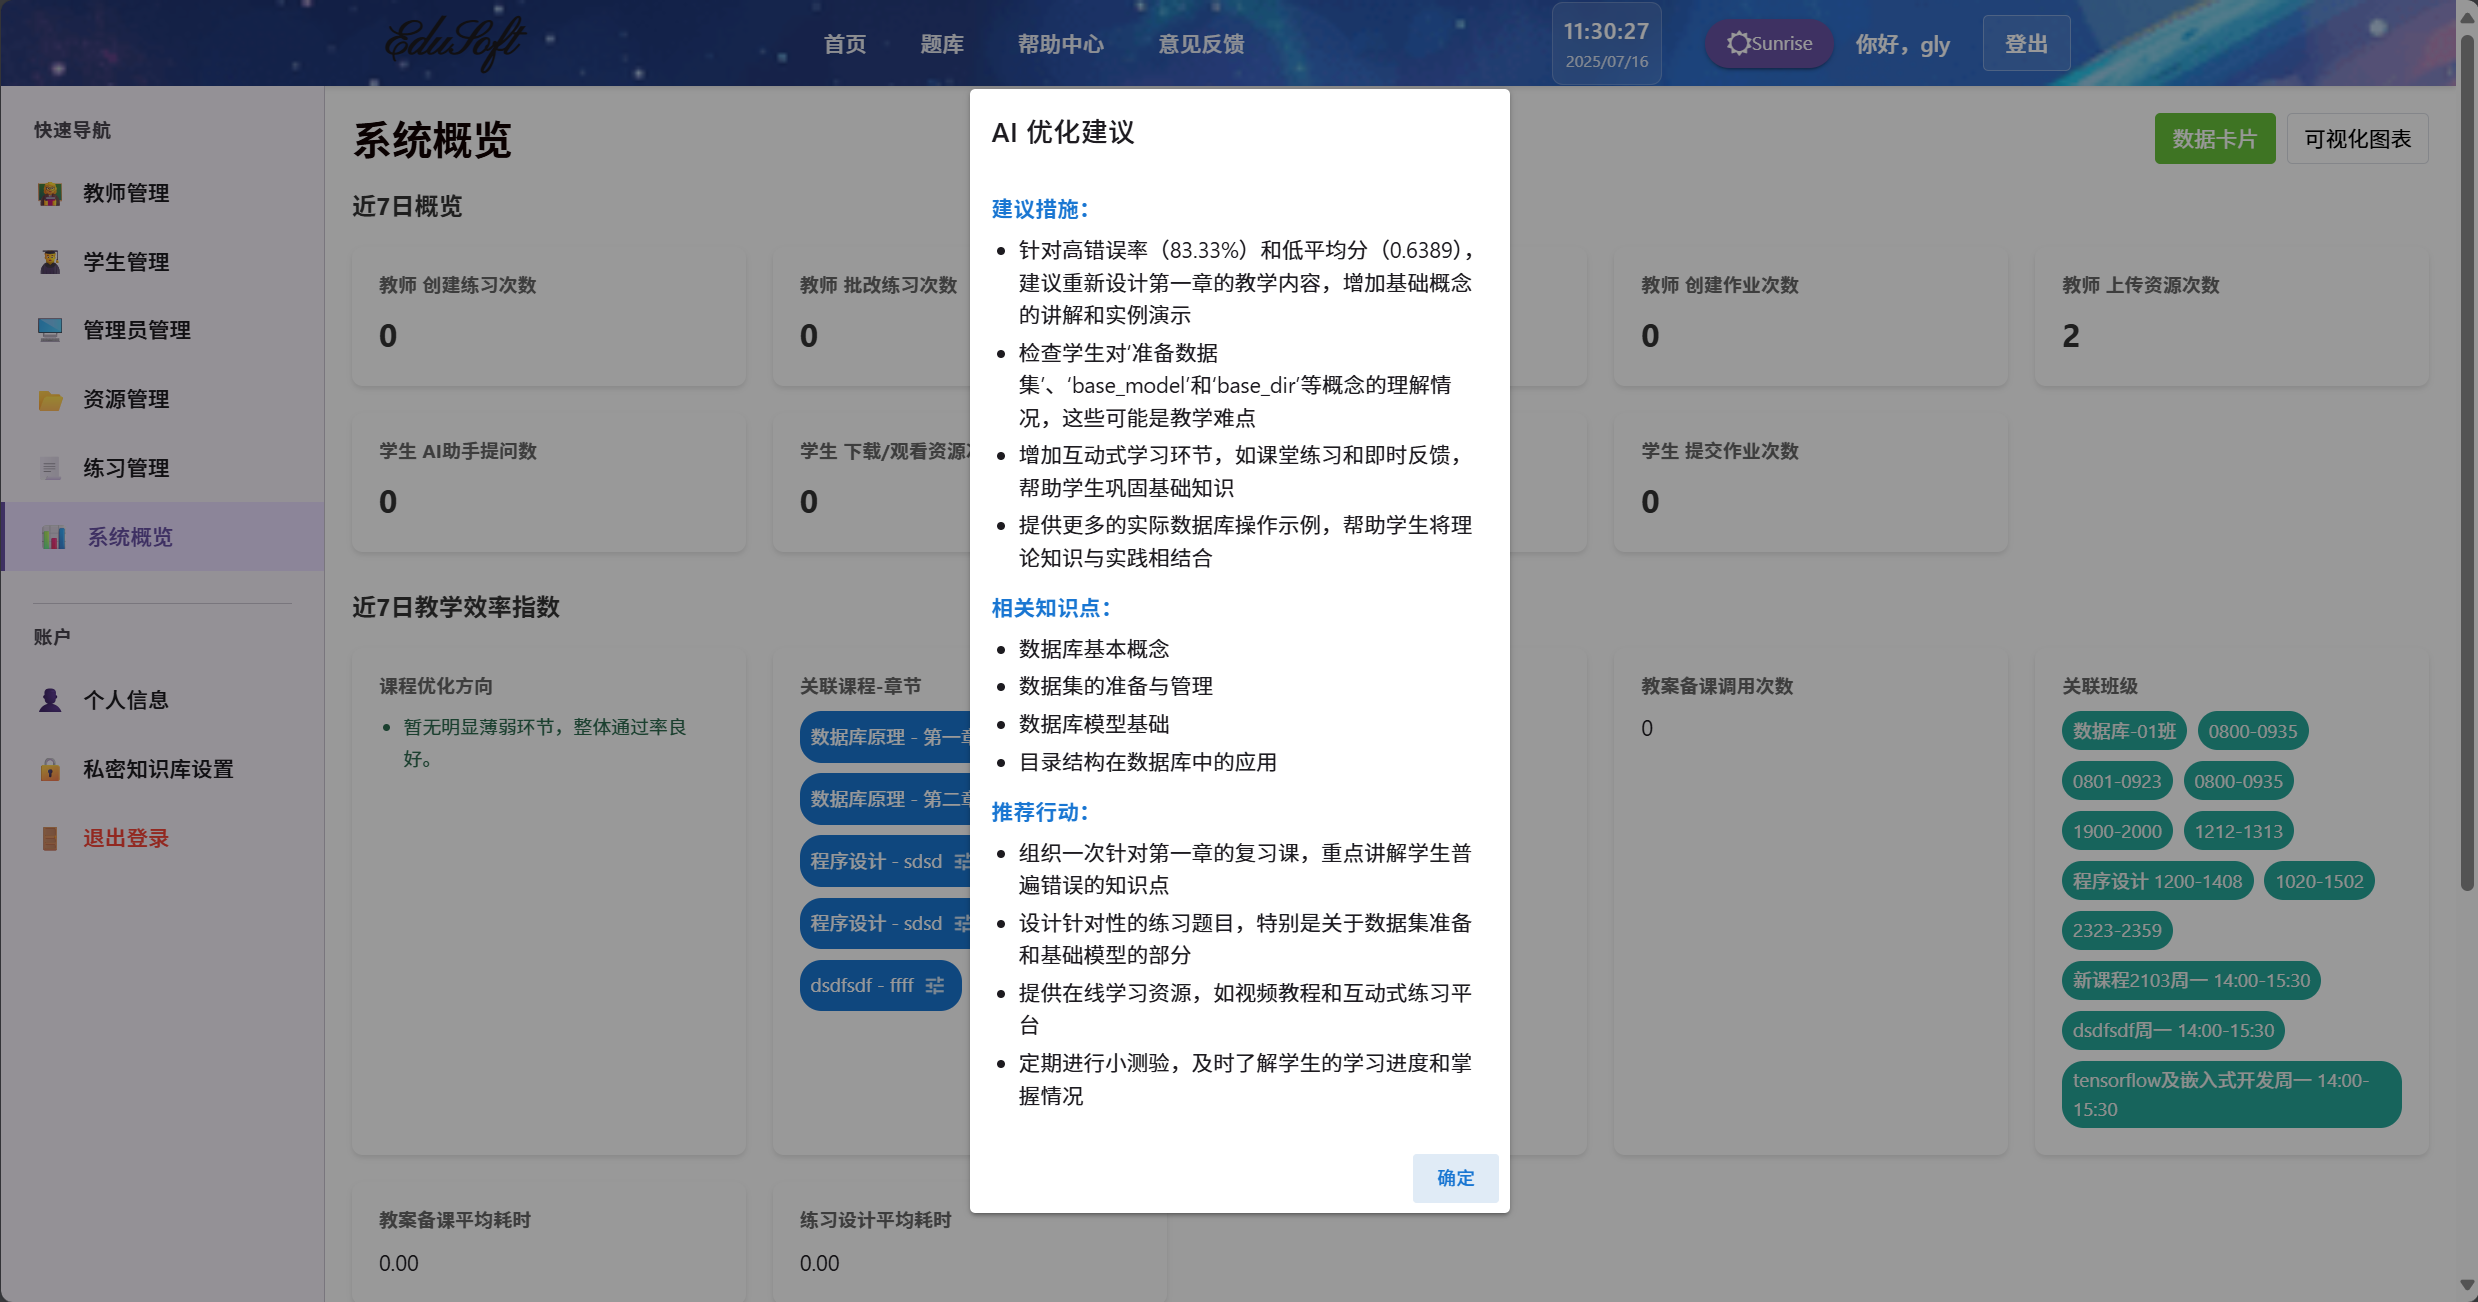 EduSoft
首页
题库
帮助中心
意见反馈
11:30:27
2025/07/16
Sunrise
你好，gly
登出
快速导航
教师管理
学生管理
管理员管理
资源管理
练习管理
系统概览
账户
个人信息
私密知识库设置
退出登录
系统概览
数据卡片
可视化图表
近7日概览
教师 创建练习次数
0
教师 批改练习次数
0
教师 创建作业次数
0
教师 上传资源次数
2
学生 AI助手提问数
0
学生 下载/观看资源
0
学生 提交作业次数
0
近7日教学效率指数
课程优化方向
暂无明显薄弱环节，整体通过率良
好。
关联课程-章节
数据库原理 - 第一章
数据库原理 - 第二章
程序设计 - sdsd
程序设计 - sdsd
dsdfsdf - ffff
教案备课调用次数
0
关联班级
数据库-01班
0800-0935
0801-0923
0800-0935
1900-2000
1212-1313
程序设计 1200-1408
1020-1502
2323-2359
新课程2103周一 14:00-15:30
dsdfsdf周一 14:00-15:30
tensorflow及嵌入式开发周一 14:00-
15:30
教案备课平均耗时
0.00
练习设计平均耗时
0.00
AI 优化建议
建议措施：
针对高错误率（83.33%）和低平均分（0.6389），
建议重新设计第一章的教学内容，增加基础概念
的讲解和实例演示
检查学生对‘准备数据
集’、‘base_model’和‘base_dir’等概念的理解情
况，这些可能是教学难点
增加互动式学习环节，如课堂练习和即时反馈，
帮助学生巩固基础知识
提供更多的实际数据库操作示例，帮助学生将理
论知识与实践相结合
相关知识点：
数据库基本概念
数据集的准备与管理
数据库模型基础
目录结构在数据库中的应用
推荐行动：
组织一次针对第一章的复习课，重点讲解学生普
遍错误的知识点
设计针对性的练习题目，特别是关于数据集准备
和基础模型的部分
提供在线学习资源，如视频教程和互动式练习平
台
定期进行小测验，及时了解学生的学习进度和掌
握情况
确定